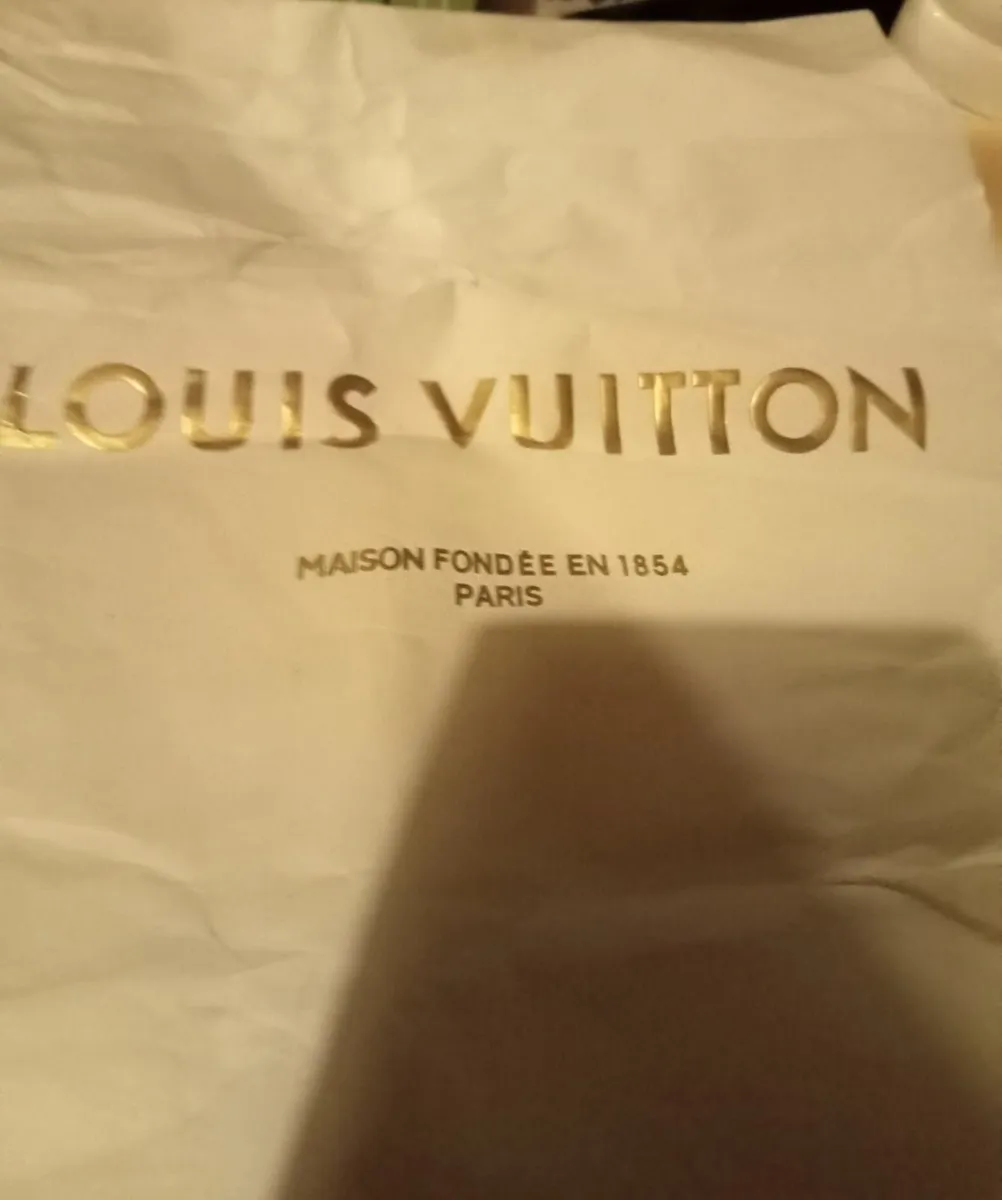 LOUIS VUITTON
MAISON FONDÉE EN 1854
PARIS